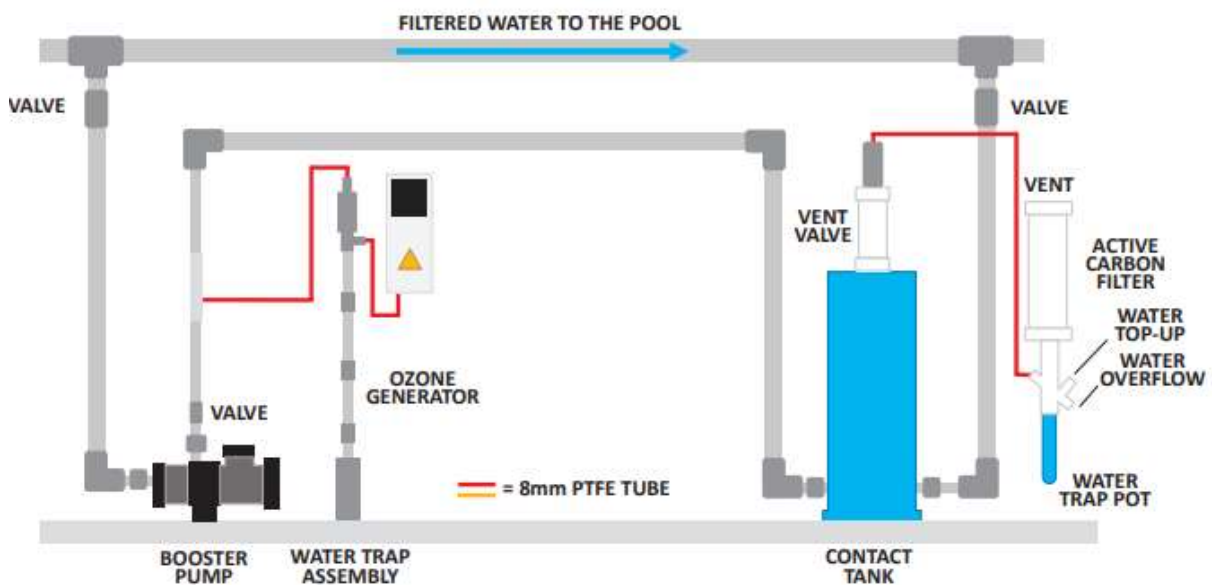 FILTERED WATER TO THE POOL
VALVE
VALVE
VENT
VENT
VALVE
ACTIVE
CARBON
FILTER
WATER
TOP-UP
WATER
OVERFLOW
OZONE
GENERATOR
VALVE
= 8mm PTFE TUBE
WATER
TRAP POT
BOOSTER
PUMP
WATER TRAP
ASSEMBLY
CONTACT
TANK